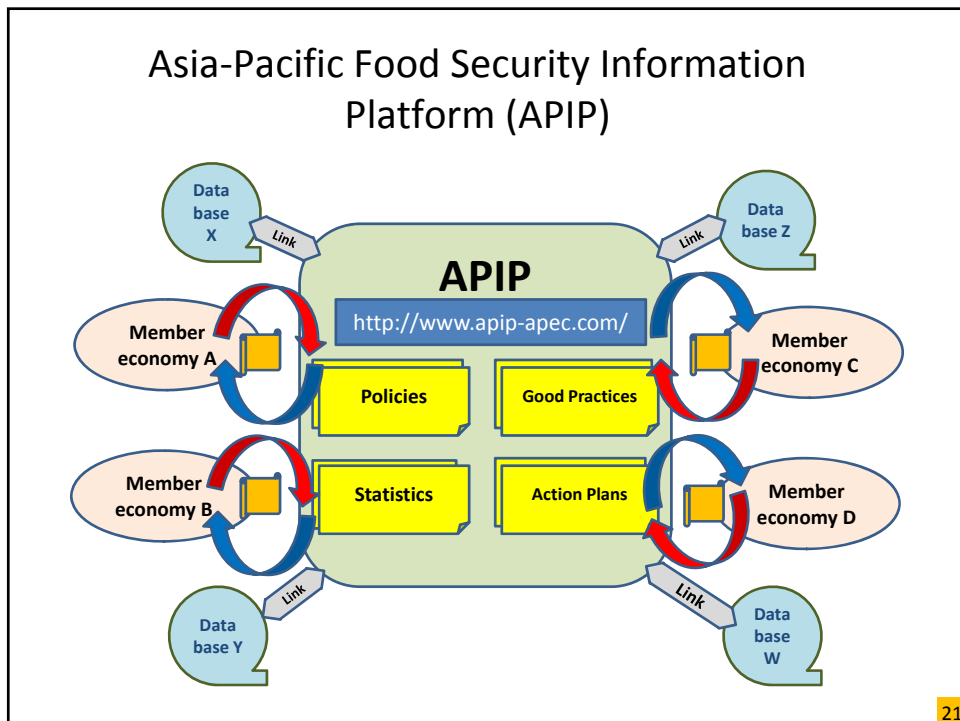 Asia-Pacific Food Security Information
Platform (APIP)
Data
base
X
Link
Data
base Z
Link
APIP
http://www.apip-apec.com/
Member
economy A
Member
economy C
Policies
Good Practices
Member
economy B
Statistics
Action Plans
Member
economy D
Link
Data
base Y
Link
Data
base
W
21